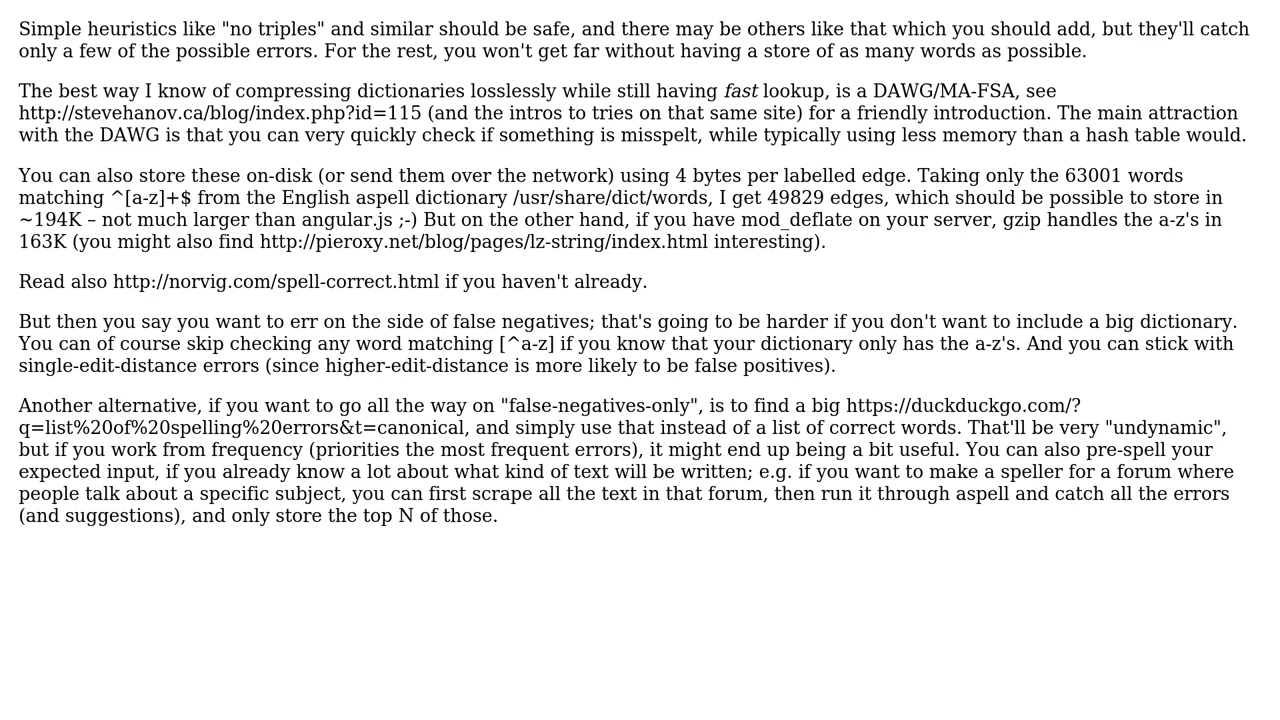 Simple heuristics like "no triples" and similar should be safe, and there may be others like that which you should add, but they'll catch
only a few of the possible errors. For the rest, you won't get far without having a store of as many words as possible.
The best way I know of compressing dictionaries losslessly while still having fast lookup, is a DAWG/MA-FSA, see
http://stevehanov.ca/blog/index.php?id=115 (and the intros to tries on that same site) for a friendly introduction. The main attraction
with the DAWG is that you can very quickly check if something is misspelt, while typically using less memory than a hash table would.
You can also store these on-disk (or send them over the network) using 4 bytes per labelled edge. Taking only the 63001 words
matching ^[a-z]+$ from the English aspell dictionary /usr/share/dict/words, I get 49829 edges, which should be possible to store in
~194K – not much larger than angular.js ;-) But on the other hand, if you have mod_deflate on your server, gzip handles the a-z's in
163K (you might also find http://pieroxy.net/blog/pages/lz-string/index.html interesting).
Read also http://norvig.com/spell-correct.html if you haven't already.
But then you say you want to err on the side of false negatives; that's going to be harder if you don't want to include a big dictionary.
You can of course skip checking any word matching [^a-z] if you know that your dictionary only has the a-z's. And you can stick with
single-edit-distance errors (since higher-edit-distance is more likely to be false positives).
Another alternative, if you want to go all the way on "false-negatives-only", is to find a big https://duckduckgo.com/?
q=list%20of%20spelling%20errors&t=canonical, and simply use that instead of a list of correct words. That'll be very "undynamic",
but if you work from frequency (priorities the most frequent errors), it might end up being a bit useful. You can also pre-spell your
expected input, if you already know a lot about what kind of text will be written; e.g. if you want to make a speller for a forum where
people talk about a specific subject, you can first scrape all the text in that forum, then run it through aspell and catch all the errors
(and suggestions), and only store the top N of those.